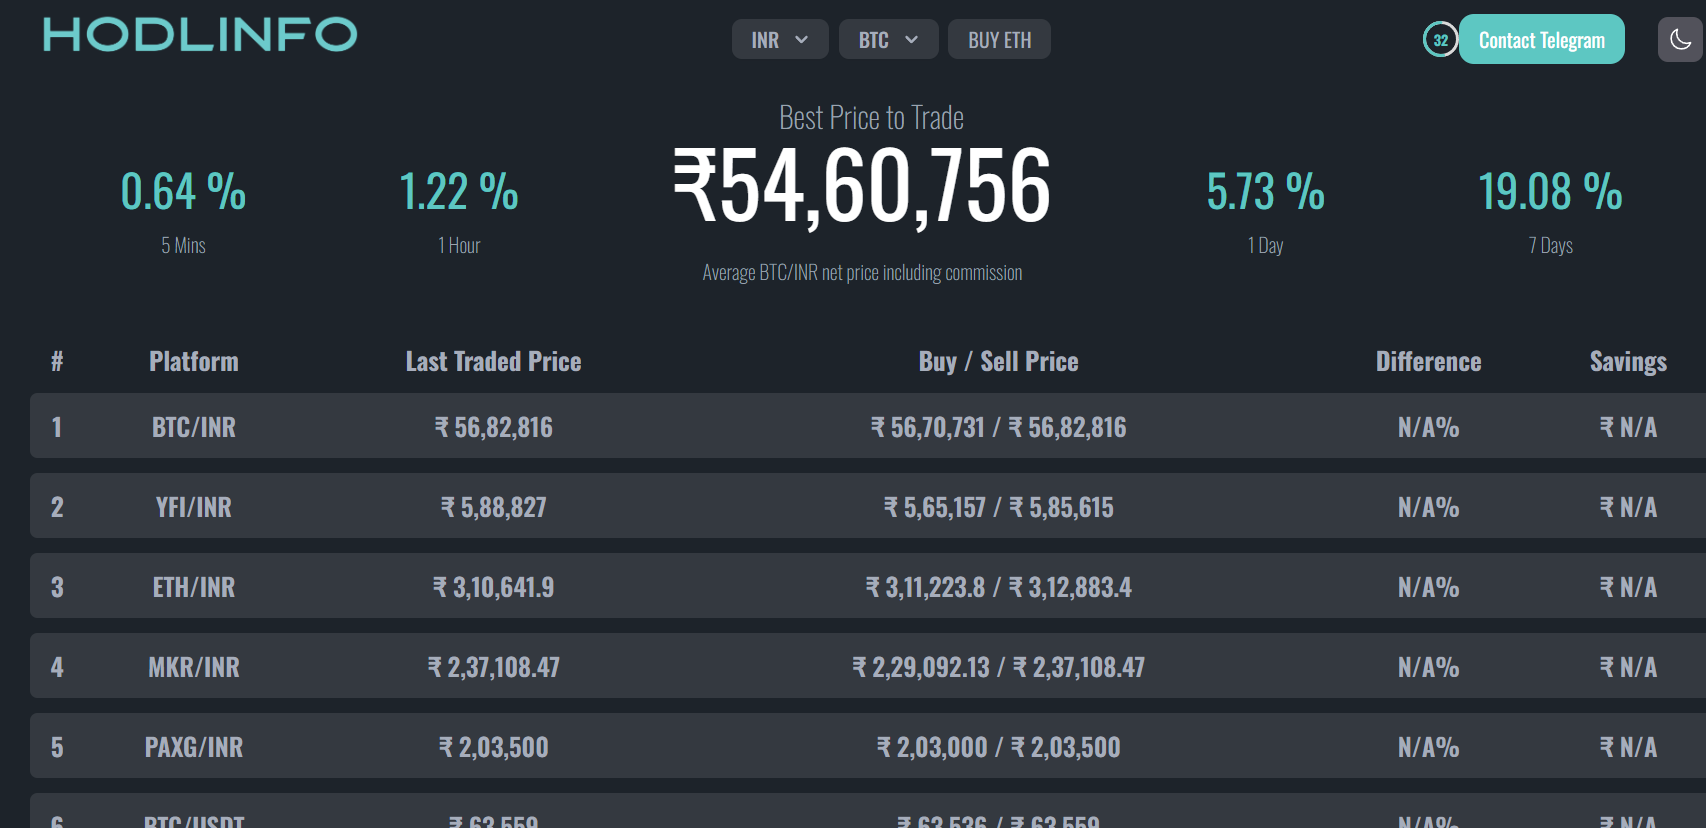 HODLINFO
INR BTC BUY ETH
32 Contact Telegram
Best Price to Trade
₹54,60,756
Average BTC/INR net price including commission
0.64 %
5 Mins
1.22 %
1 Hour
5.73 %
1 Day
19.08 %
7 Days
# Platform Last Traded Price Buy / Sell Price Difference Savings
1 BTC/INR ₹ 56,82,816 ₹ 56,70,731 / ₹ 56,82,816 N/A% ₹ N/A
2 YFI/INR ₹ 5,88,827 ₹ 5,65,157 / ₹ 5,85,615 N/A% ₹ N/A
3 ETH/INR ₹ 3,10,641.9 ₹ 3,11,223.8 / ₹ 3,12,883.4 N/A% ₹ N/A
4 MKR/INR ₹ 2,37,108.47 ₹ 2,29,092.13 / ₹ 2,37,108.47 N/A% ₹ N/A
5 PAXG/INR ₹ 2,03,500 ₹ 2,03,000 / ₹ 2,03,500 N/A% ₹ N/A
6 BTC/USDT ₹ 63,559 ₹ 63,536 / ₹ 63,559 N/A% ₹ N/A